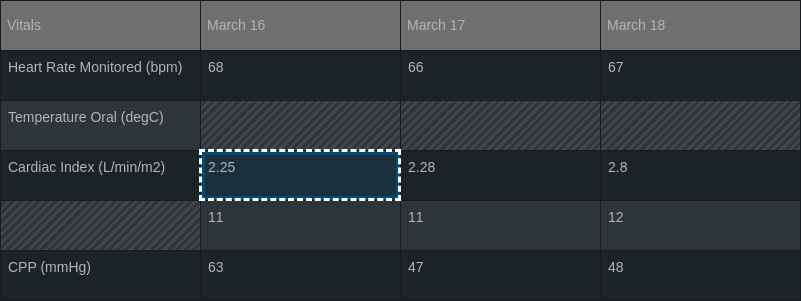 Vitals March 16 March 17 March 18
Heart Rate Monitored (bpm) 68 66 67
Temperature Oral (degC)
Cardiac Index (L/min/m2) 2.25 2.28 2.8
11 11 12
CPP (mmHg) 63 47 48